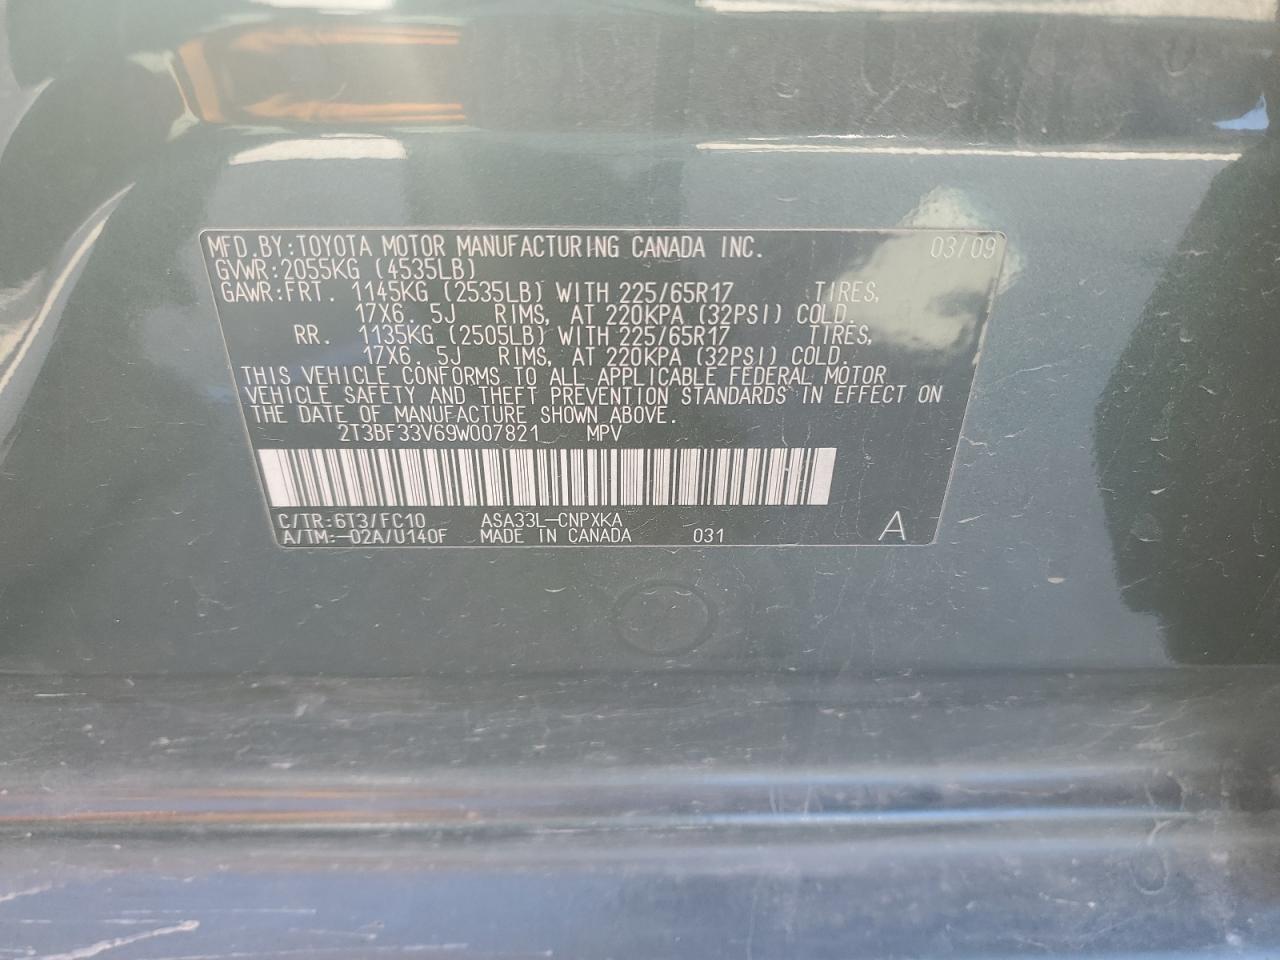 MFD.BY:TOYOTA MOTOR MANUFACTURING CANADA INC. 03/09
GVWR:2055KG (4535LB)
GAWR:FRT. 1145KG (2535LB) WITH 225/65R17 TIRES,
17X6. 5J RIMS, AT 220KPA (32PSI) COLD.
RR. 1135KG (2505LB) WITH 225/65R17 TIRES,
17X6. 5J RIMS, AT 220KPA (32PSI) COLD.
THIS VEHICLE CONFORMS TO ALL APPLICABLE FEDERAL MOTOR
VEHICLE SAFETY AND THEFT PREVENTION STANDARDS IN EFFECT ON
THE DATE OF MANUFACTURE SHOWN ABOVE.
2T3BF33V69W007821 MPV
C/TR:6T3/FC10 ASA33L-CNPXKA
A/TM:-02A/U140F MADE IN CANADA 031 A